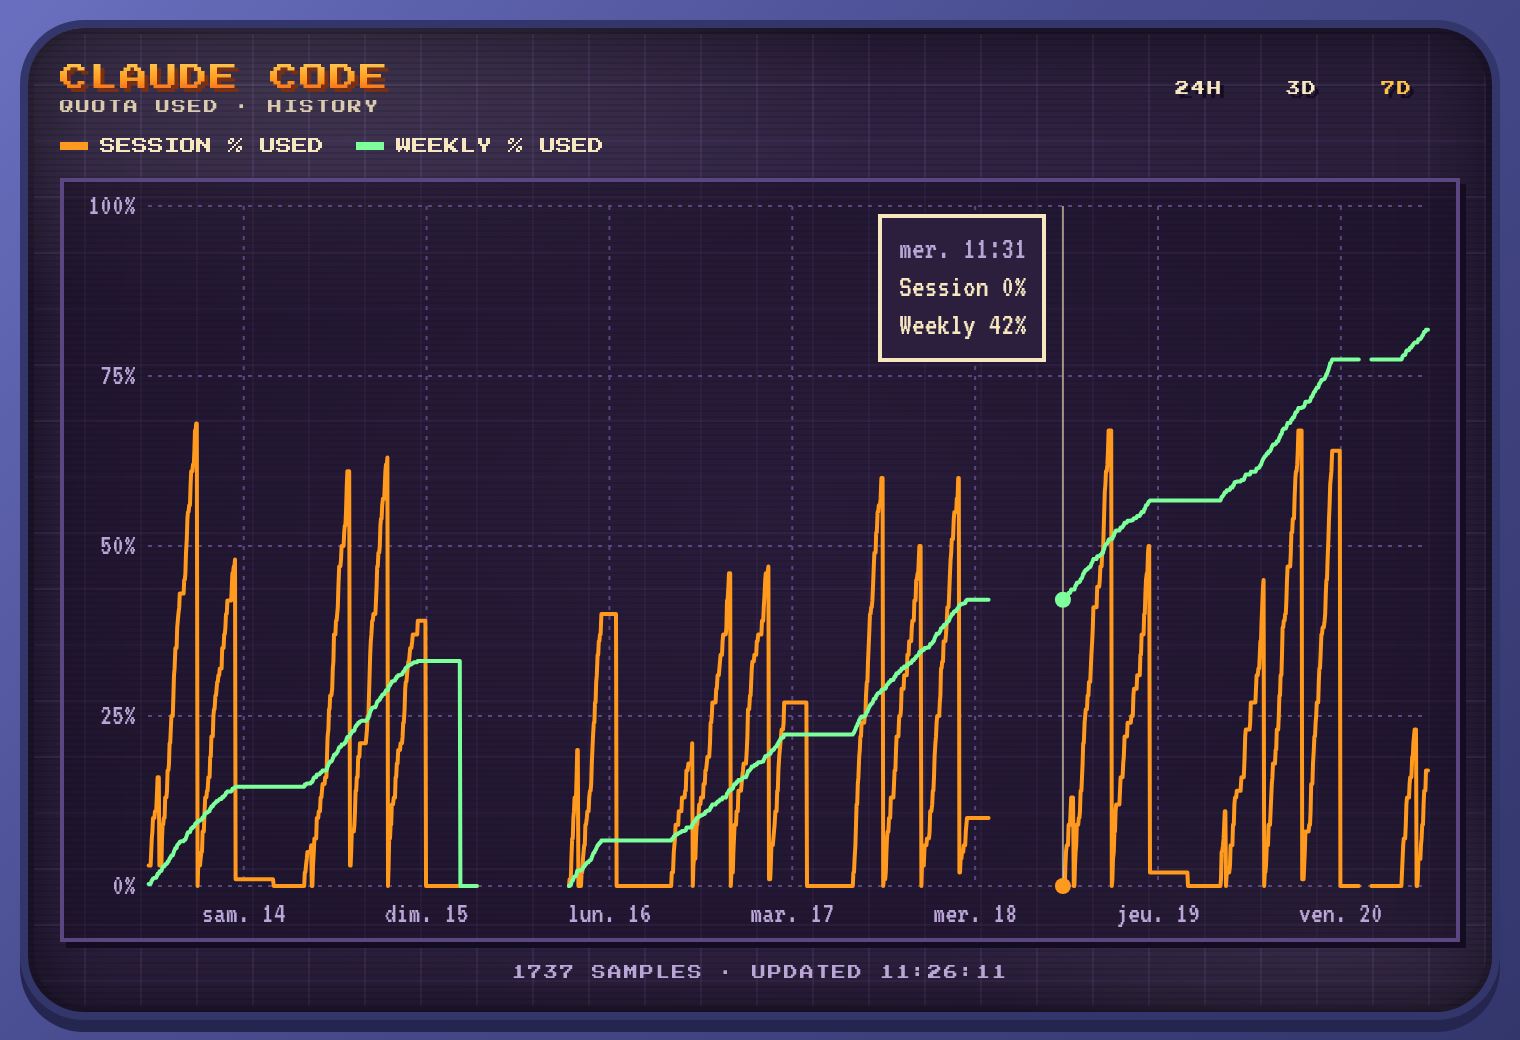 CLAUDE CODE
QUOTA USED · HISTORY
24H 3D 7D
SESSION % USED WEEKLY % USED
100%
75%
50%
25%
0%
mer. 11:31
Session 0%
Weekly 42%
sam. 14 dim. 15 lun. 16 mar. 17 mer. 18 jeu. 19 ven. 20
1737 SAMPLES · UPDATED 11:26:11